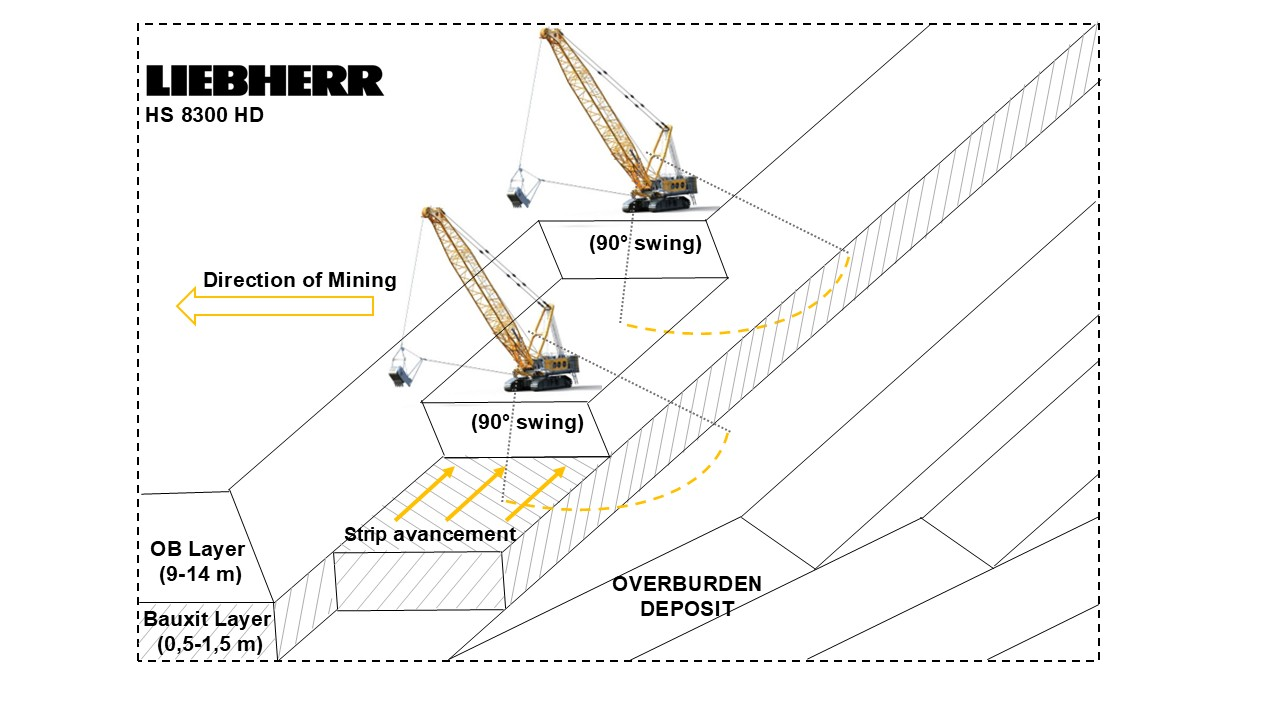 LIEBHERR
HS 8300 HD
(90° swing)
Direction of Mining
(90° swing)
Strip avancement
OB Layer
(9-14 m)
OVERBURDEN
DEPOSIT
Bauxit Layer
(0,5-1,5 m)